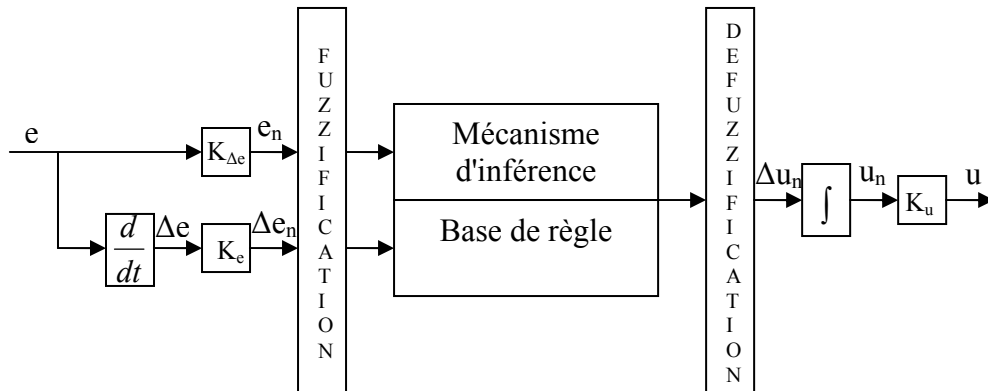 e
K_Δe
e_n
d
dt
Δe
K_e
Δe_n
FUZZIFICATION
Mécanisme
d'inférence
Base de règle
DEFUZZIFICATION
Δu_n
∫
u_n
K_u
u